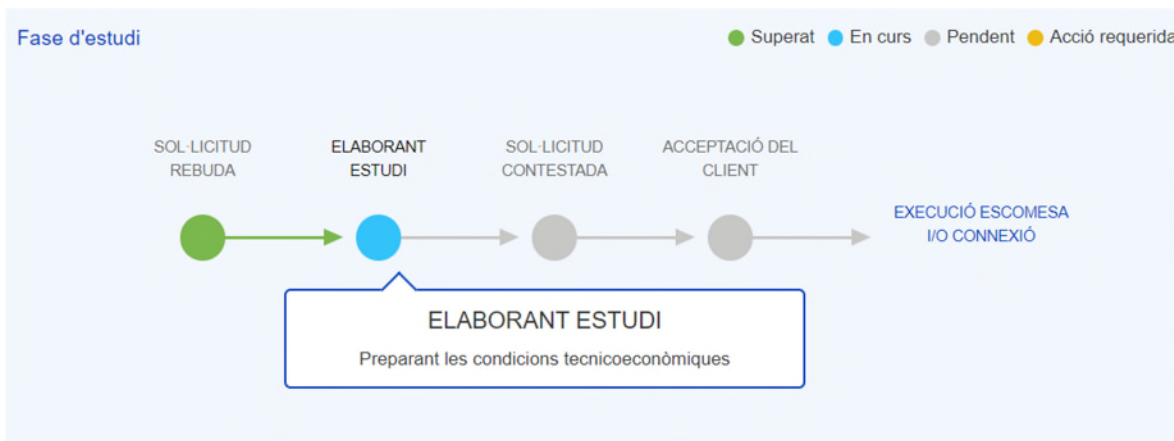 Fase d'estudi
Superat En curs Pendent Acció requerida
SOL·LICITUD
REBUDA
ELABORANT
ESTUDI
SOL·LICITUD
CONTESTADA
ACCEPTACIÓ DEL
CLIENT
EXECUCIÓ ESCOMESA
I/O CONNEXIÓ
ELABORANT ESTUDI
Preparant les condicions tecnicoeconòmiques